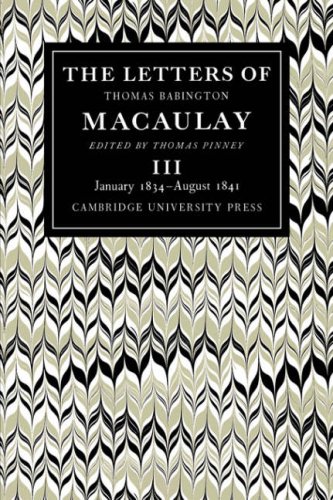 THE LETTERS OF
THOMAS BABINGTON
MACAULAY
EDITED BY THOMAS PINNEY
III
January 1834–August 1841
CAMBRIDGE UNIVERSITY PRESS